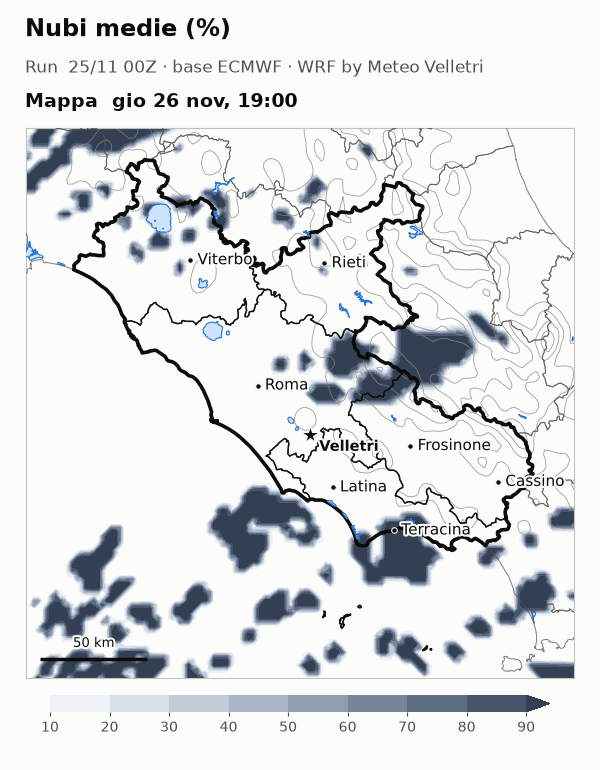 Nubi medie (%)
Run  25/11 00Z · base ECMWF · WRF by Meteo Velletri
Mappa  gio 26 nov, 19:00
Viterbo
Rieti
Roma
Velletri
Frosinone
Latina
Cassino
Terracina
50 km
10 20 30 40 50 60 70 80 90